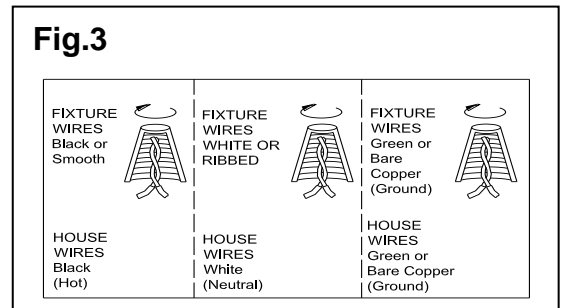 Fig.3
FIXTURE
WIRES
Black or
Smooth
HOUSE
WIRES
Black
(Hot)
FIXTURE
WIRES
WHITE OR
RIBBED
HOUSE
WIRES
White
(Neutral)
FIXTURE
WIRES
Green or
Bare
Copper
(Ground)
HOUSE
WIRES
Green or
Bare Copper
(Ground)